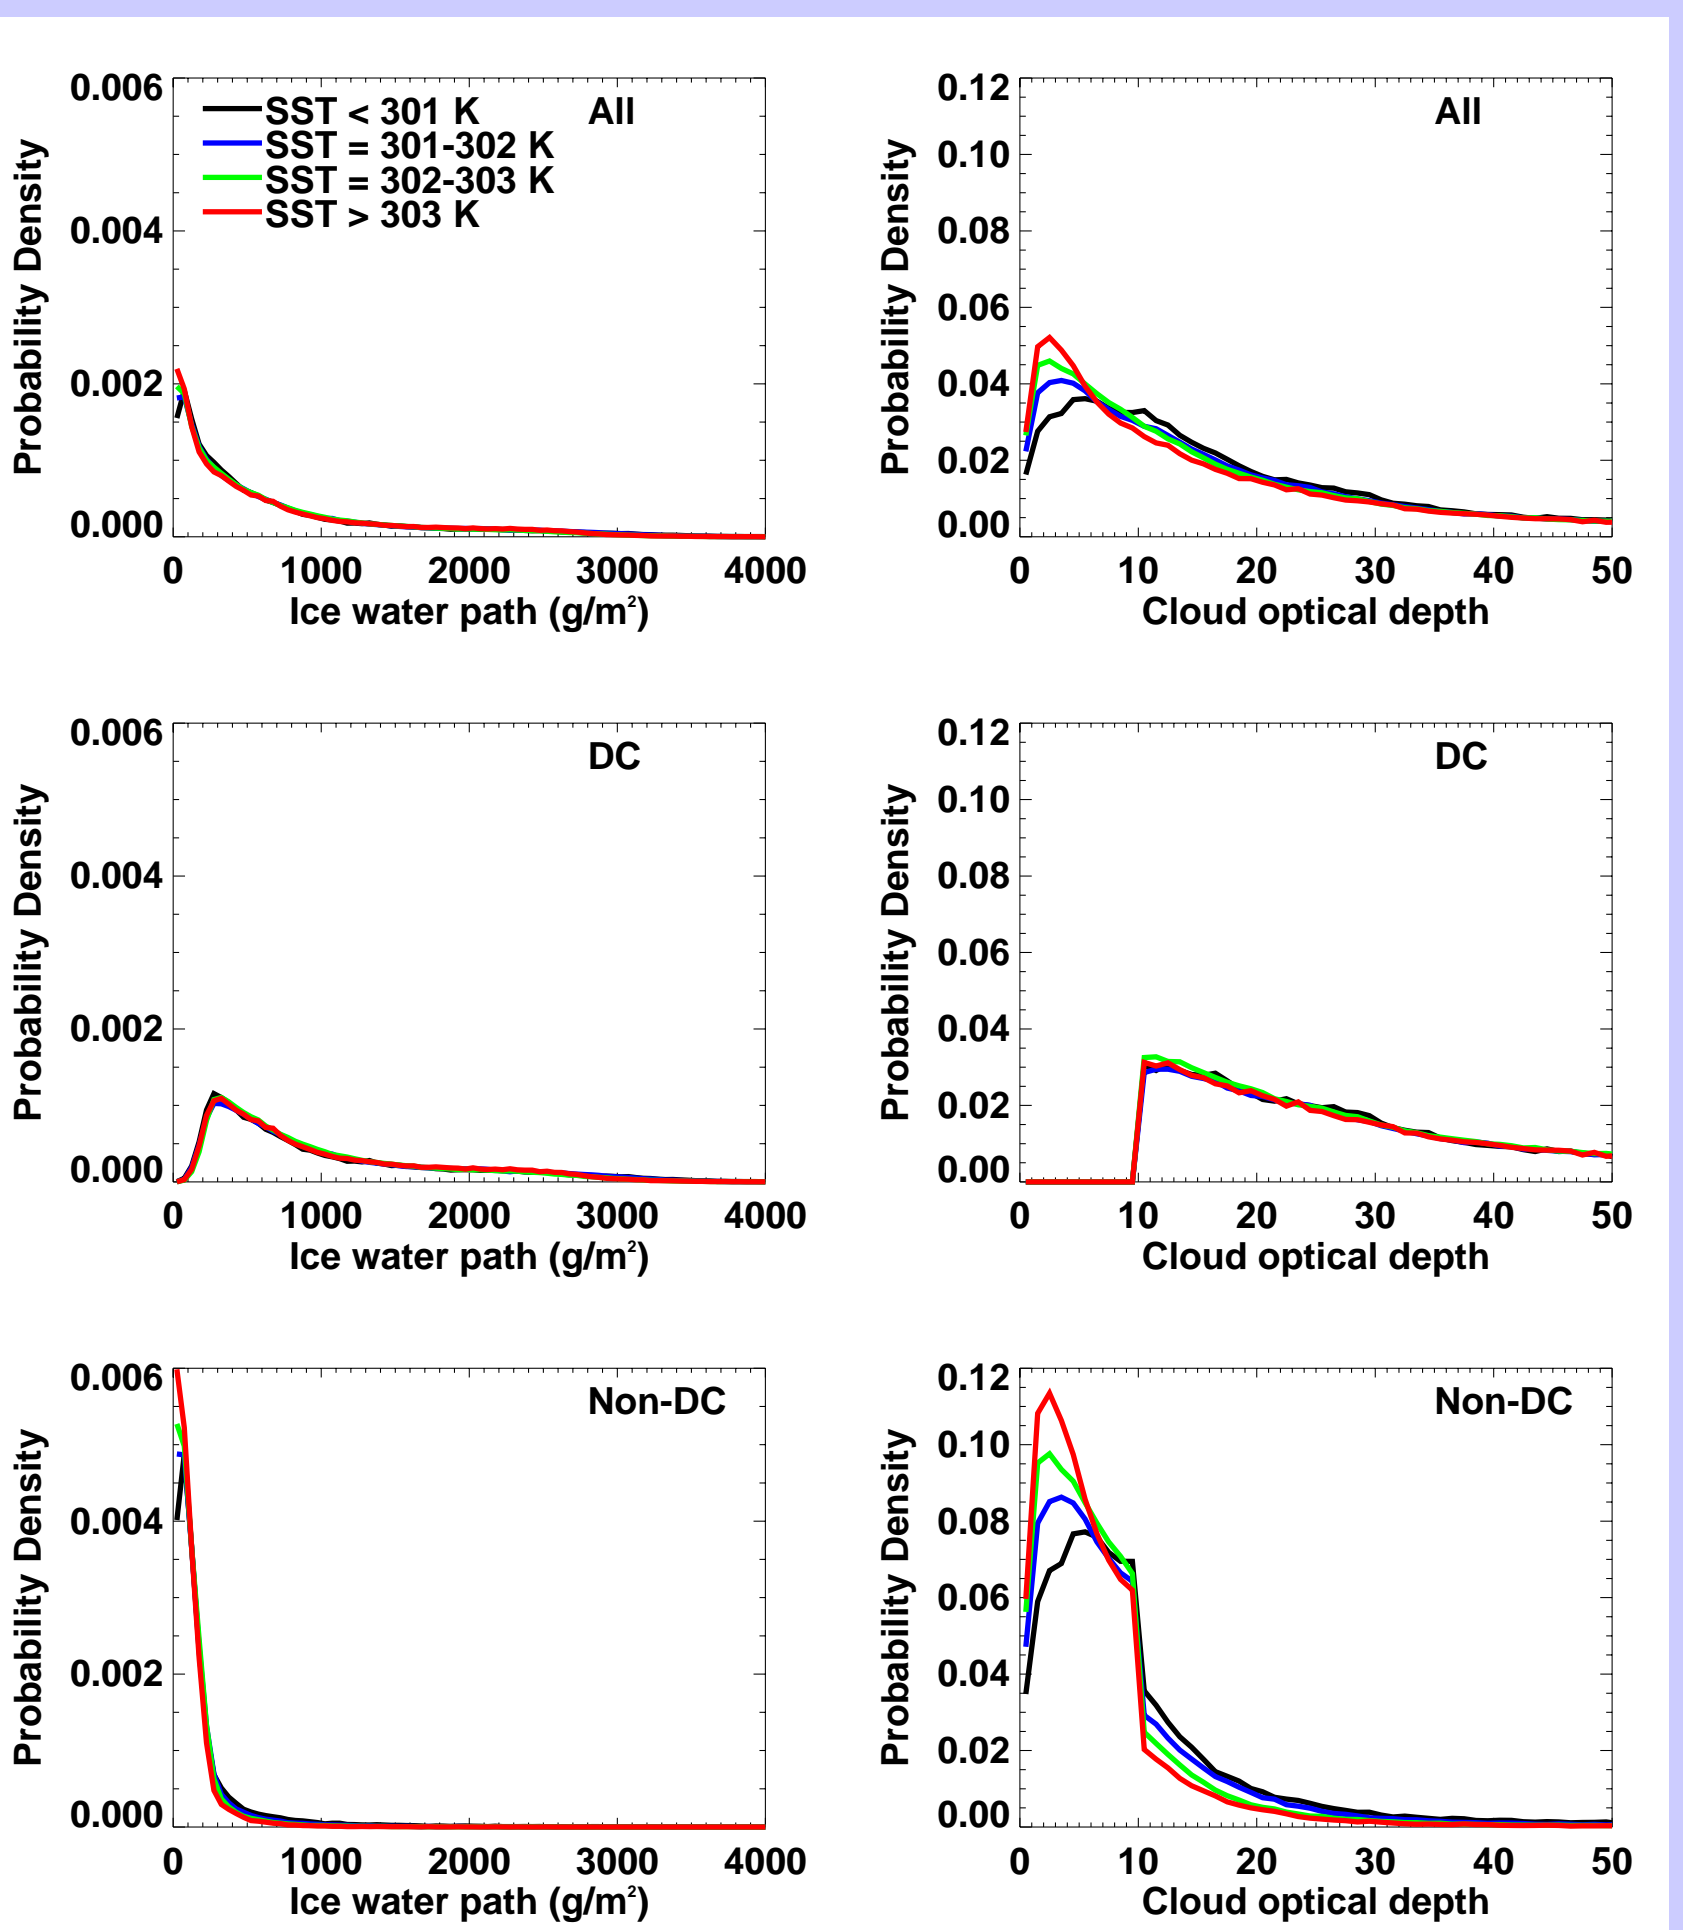 0.006
SST < 301 K
All
SST = 301-302 K
SST = 302-303 K
SST > 303 K
0.004
0.002
0.000
Probability Density
0 1000 2000 3000 4000
Ice water path (g/m²)
0.12
All
0.10
0.08
0.06
0.04
0.02
0.00
Probability Density
0 10 20 30 40 50
Cloud optical depth
0.006
DC
0.004
0.002
0.000
Probability Density
0 1000 2000 3000 4000
Ice water path (g/m²)
0.12
DC
0.10
0.08
0.06
0.04
0.02
0.00
Probability Density
0 10 20 30 40 50
Cloud optical depth
0.006
Non-DC
0.004
0.002
0.000
Probability Density
0 1000 2000 3000 4000
Ice water path (g/m²)
0.12
Non-DC
0.10
0.08
0.06
0.04
0.02
0.00
Probability Density
0 10 20 30 40 50
Cloud optical depth